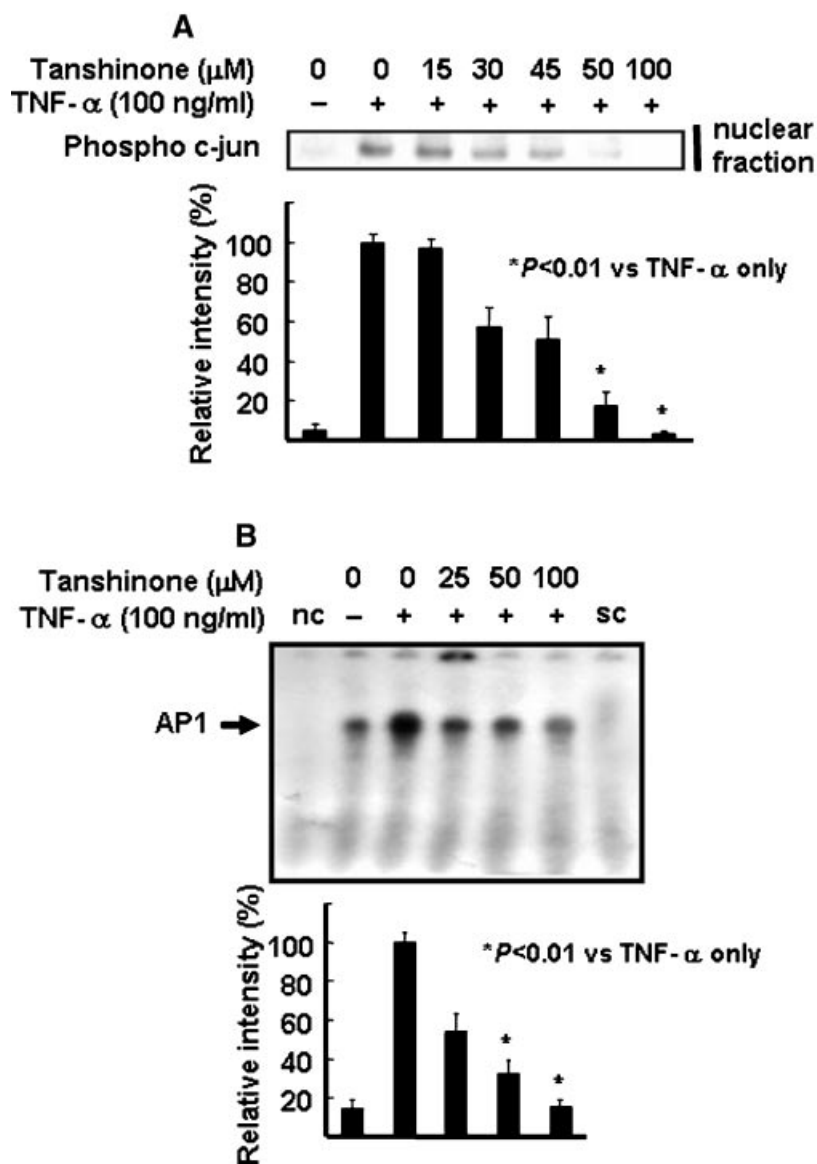 A
Tanshinone (μM) 0 0 15 30 45 50 100
TNF- α (100 ng/ml) – + + + + + +
Phospho c-jun
nuclear
fraction
Relative intensity (%)
100
80
60
40
20
*P<0.01 vs TNF- α only
*
*
B
Tanshinone (μM) 0 0 25 50 100
TNF- α (100 ng/ml) nc – + + + + sc
AP1
Relative intensity (%)
100
80
60
40
20
*P<0.01 vs TNF- α only
*
*